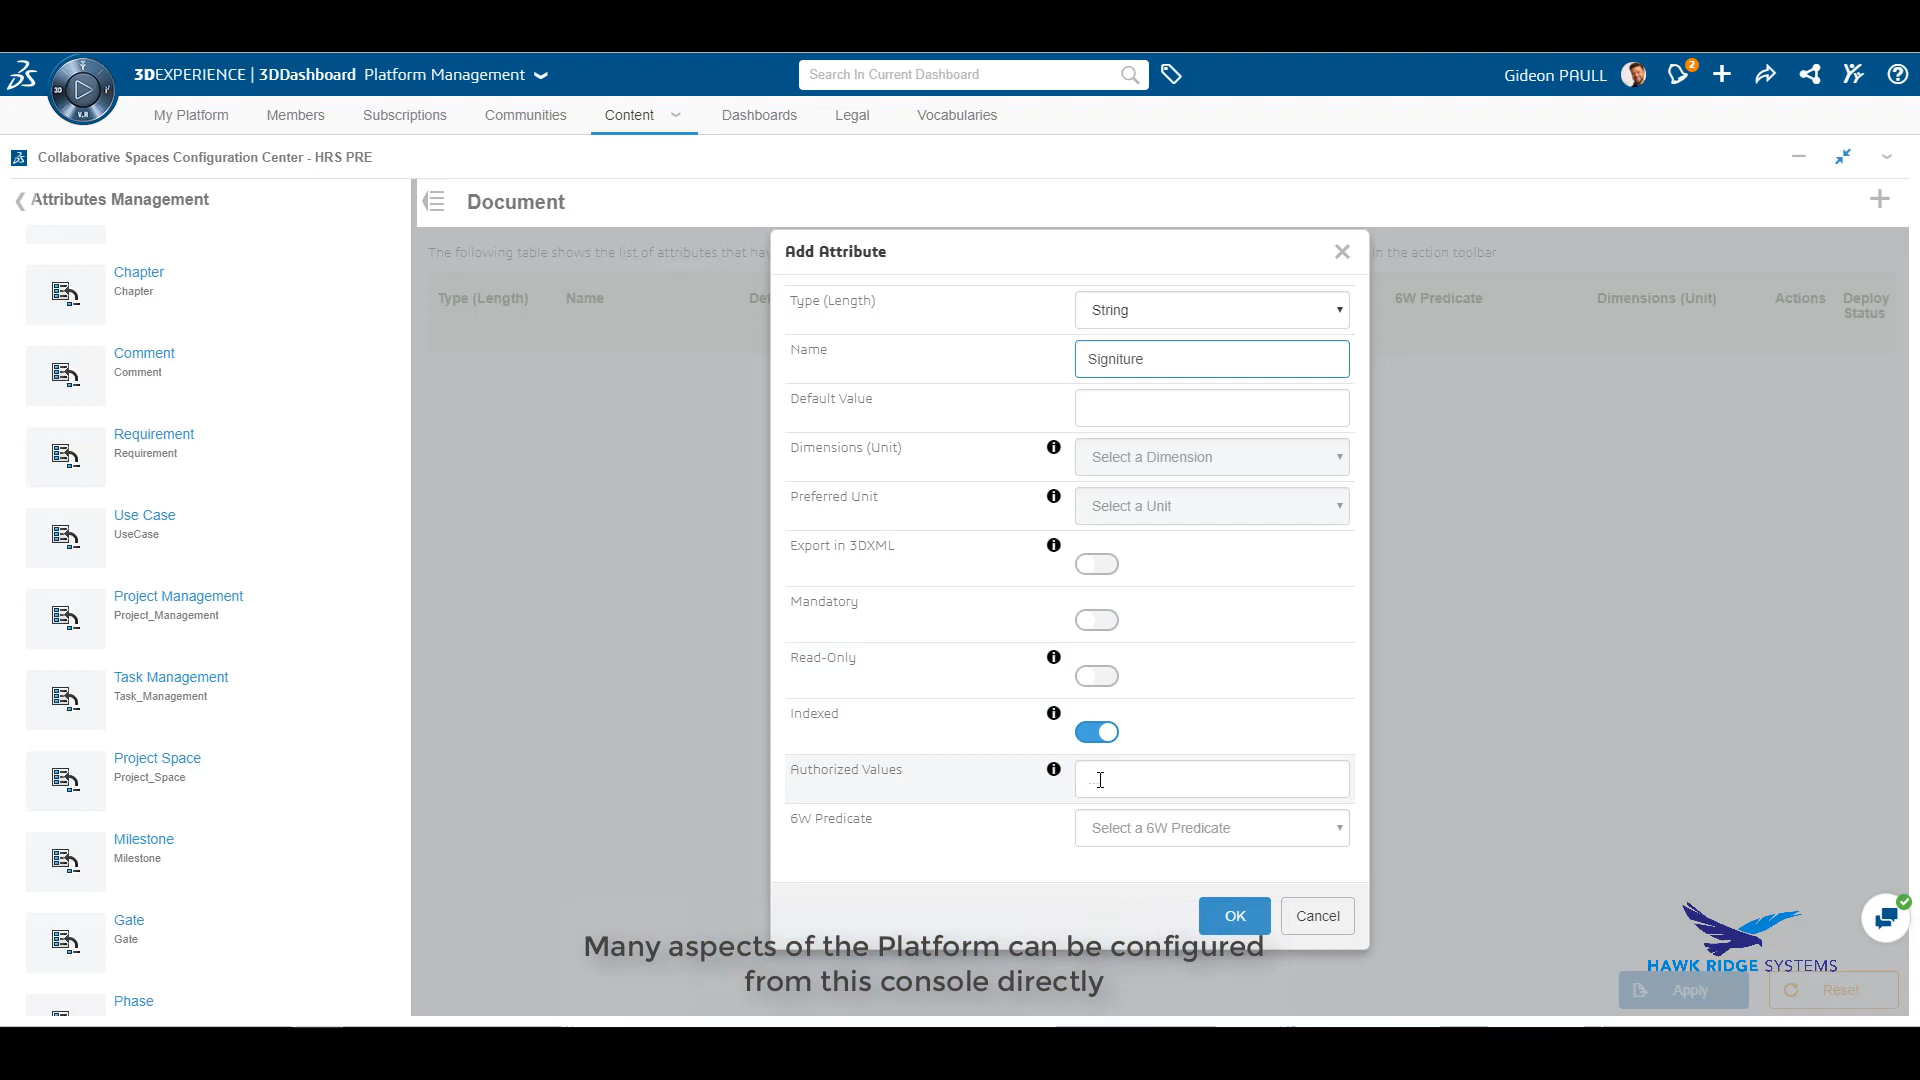 3DEXPERIENCE | 3DDashboard Platform Management
Search In Current Dashboard
Gideon PAULL
2
3D
V.R
My Platform
Members
Subscriptions
Communities
Content
Dashboards
Legal
Vocabularies
Collaborative Spaces Configuration Center - HRS PRE
Attributes Management
Document
Chapter
Chapter
Comment
Comment
Requirement
Requirement
Use Case
UseCase
Project Management
Project_Management
Task Management
Task_Management
Project Space
Project_Space
Milestone
Milestone
Gate
Gate
Phase
The following table shows the list of attributes that
in the action toolbar
Type (Length)
Name
6W Predicate
Dimensions (Unit)
Actions
Deploy
Status
Add Attribute
Type (Length)
String
Name
Signiture
Default Value
Dimensions (Unit)
Select a Dimension
Preferred Unit
Select a Unit
Export in 3DXML
Mandatory
Read-Only
Indexed
Authorized Values
6W Predicate
Select a 6W Predicate
OK
Cancel
Many aspects of the Platform can be configured
from this console directly
HAWK RIDGE SYSTEMS
Apply
Reset